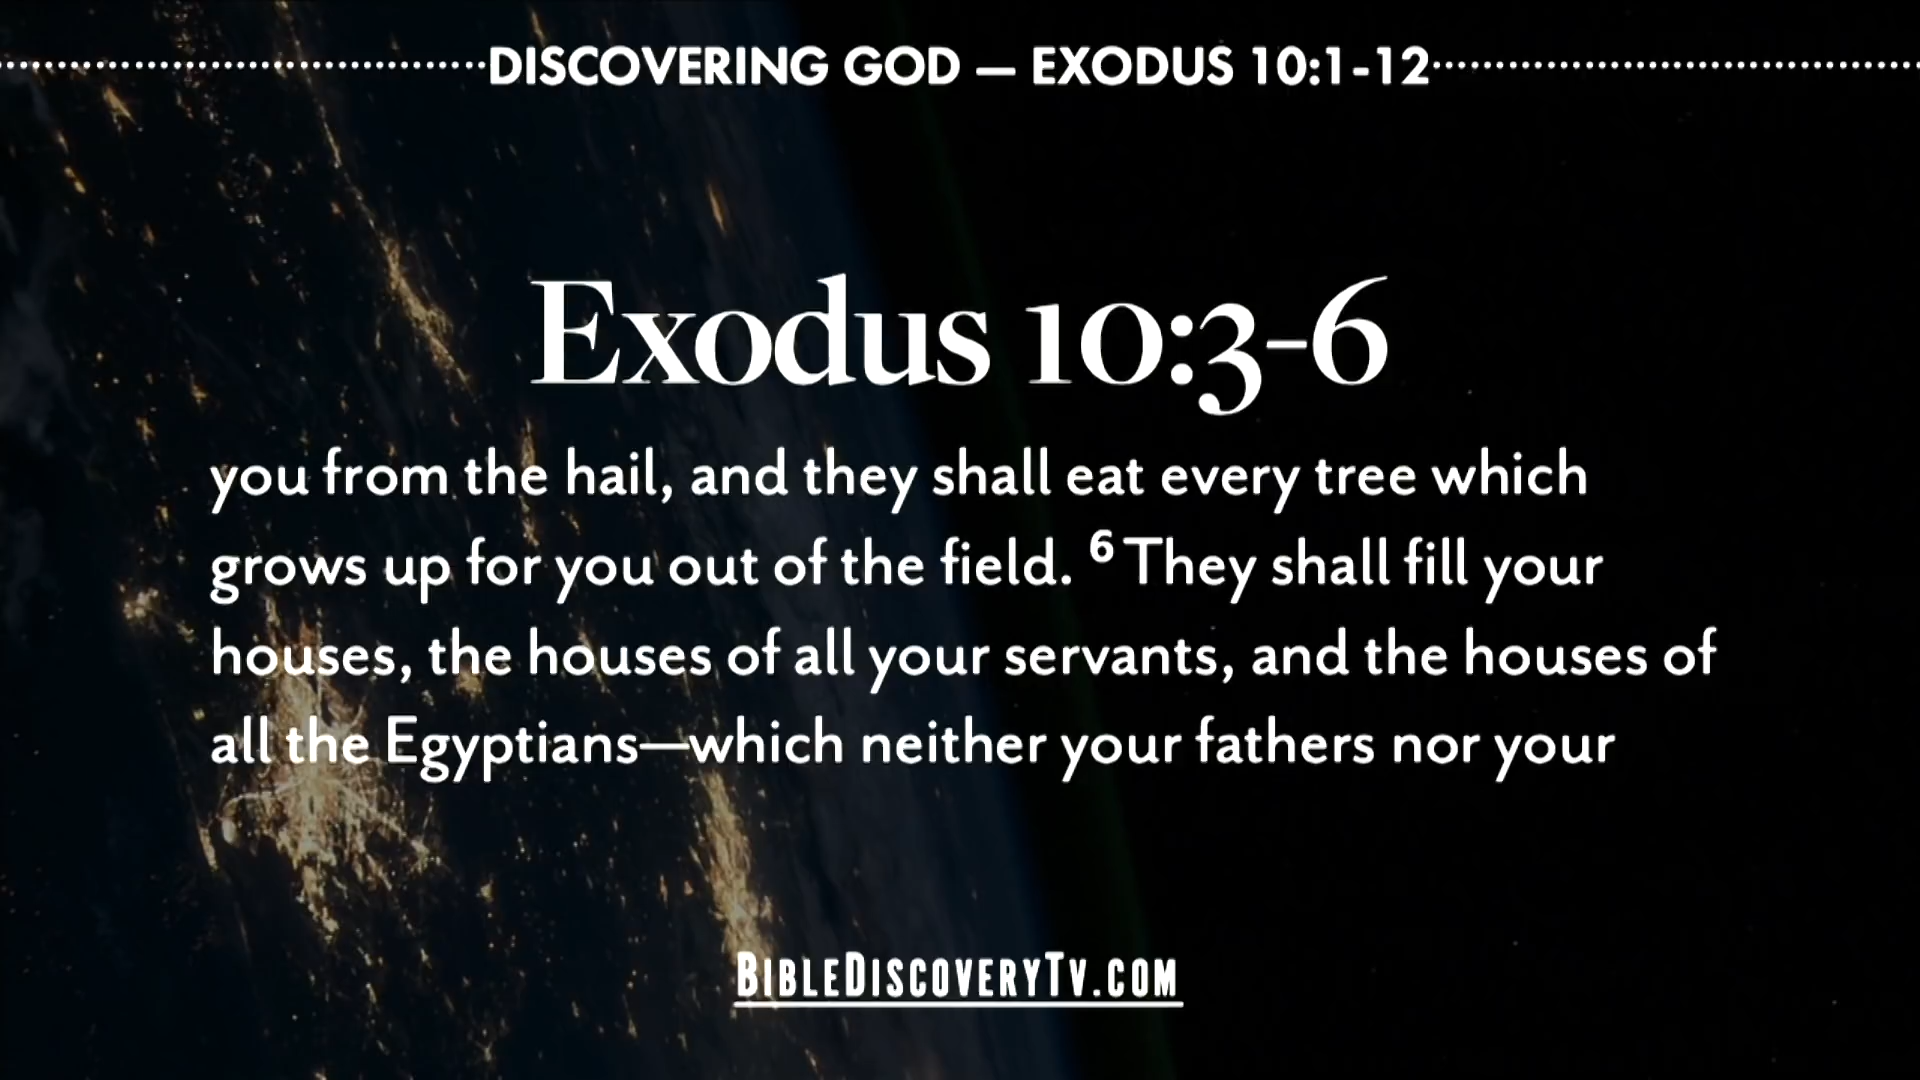 DISCOVERING GOD — EXODUS 10:1-12
Exodus 10:3-6
you from the hail, and they shall eat every tree which
grows up for you out of the field. ⁶ They shall fill your
houses, the houses of all your servants, and the houses of
all the Egyptians—which neither your fathers nor your
BIBLEDISCOVERYTV.COM